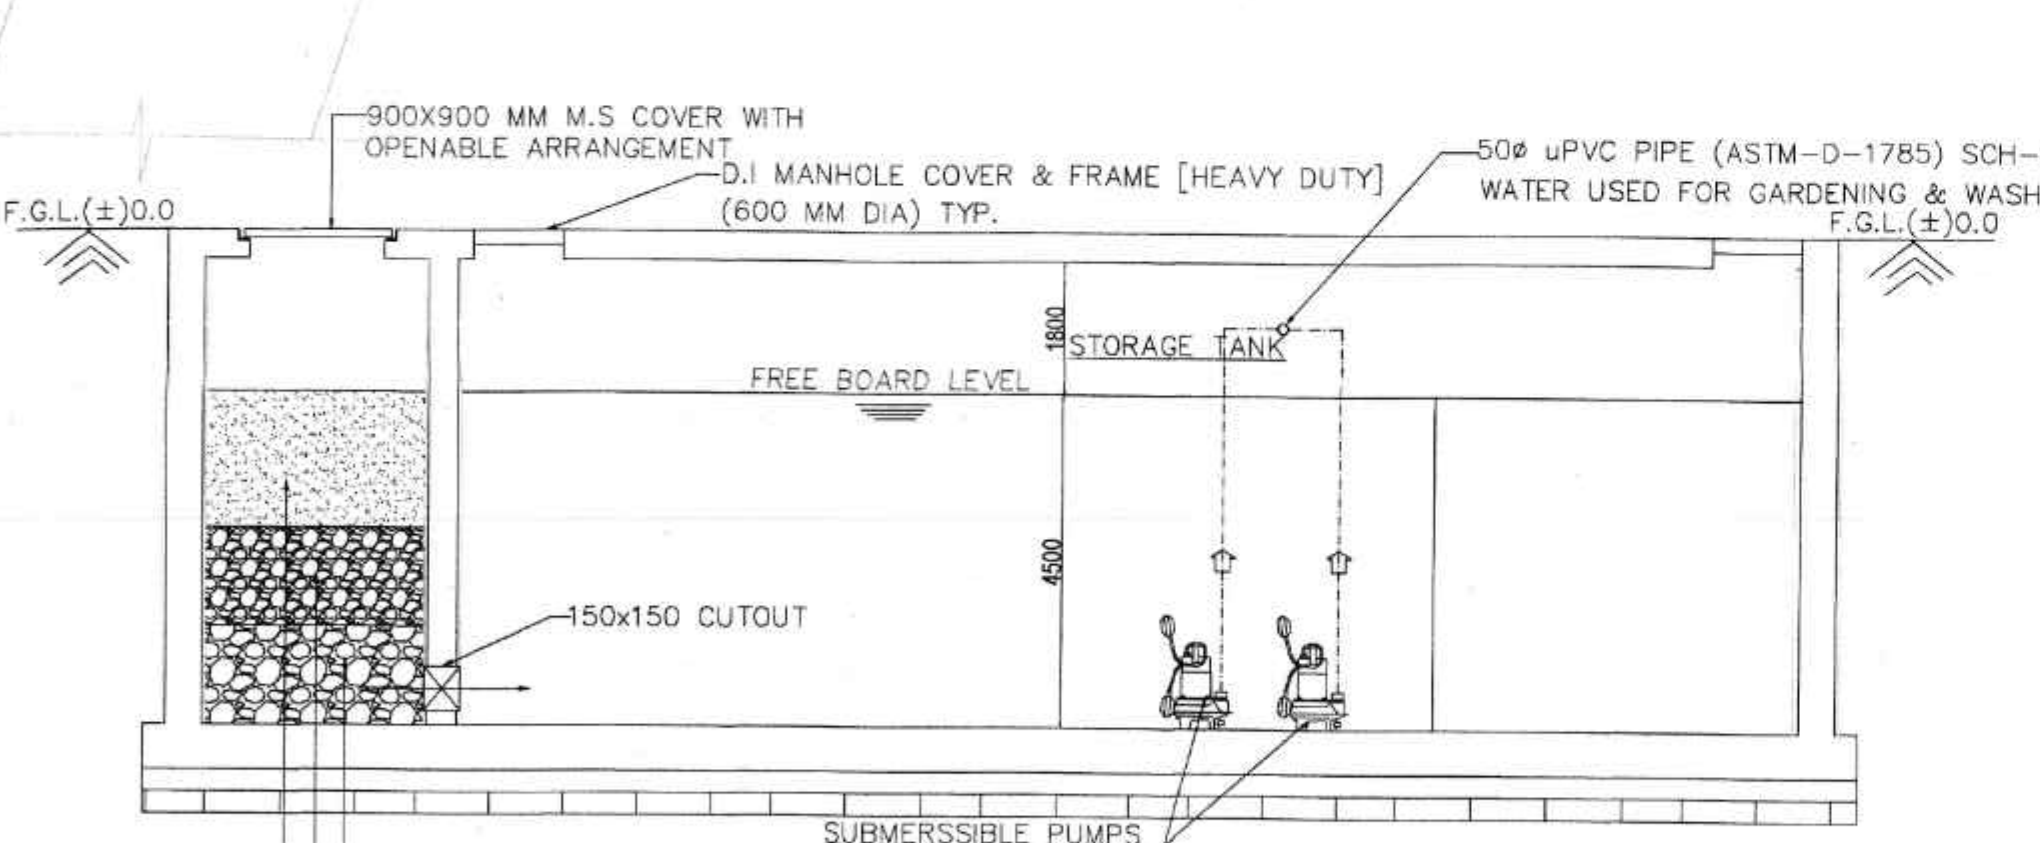 900X900 MM M.S COVER WITH
OPENABLE ARRANGEMENT
D.I MANHOLE COVER & FRAME [HEAVY DUTY]
(600 MM DIA) TYP.
50ø uPVC PIPE (ASTM-D-1785) SCH-
WATER USED FOR GARDENING & WASH
F.G.L.(±)0.0
F.G.L.(±)0.0
1800
STORAGE TANK
FREE BOARD LEVEL
4500
150x150 CUTOUT
SUBMERSSIBLE PUMPS